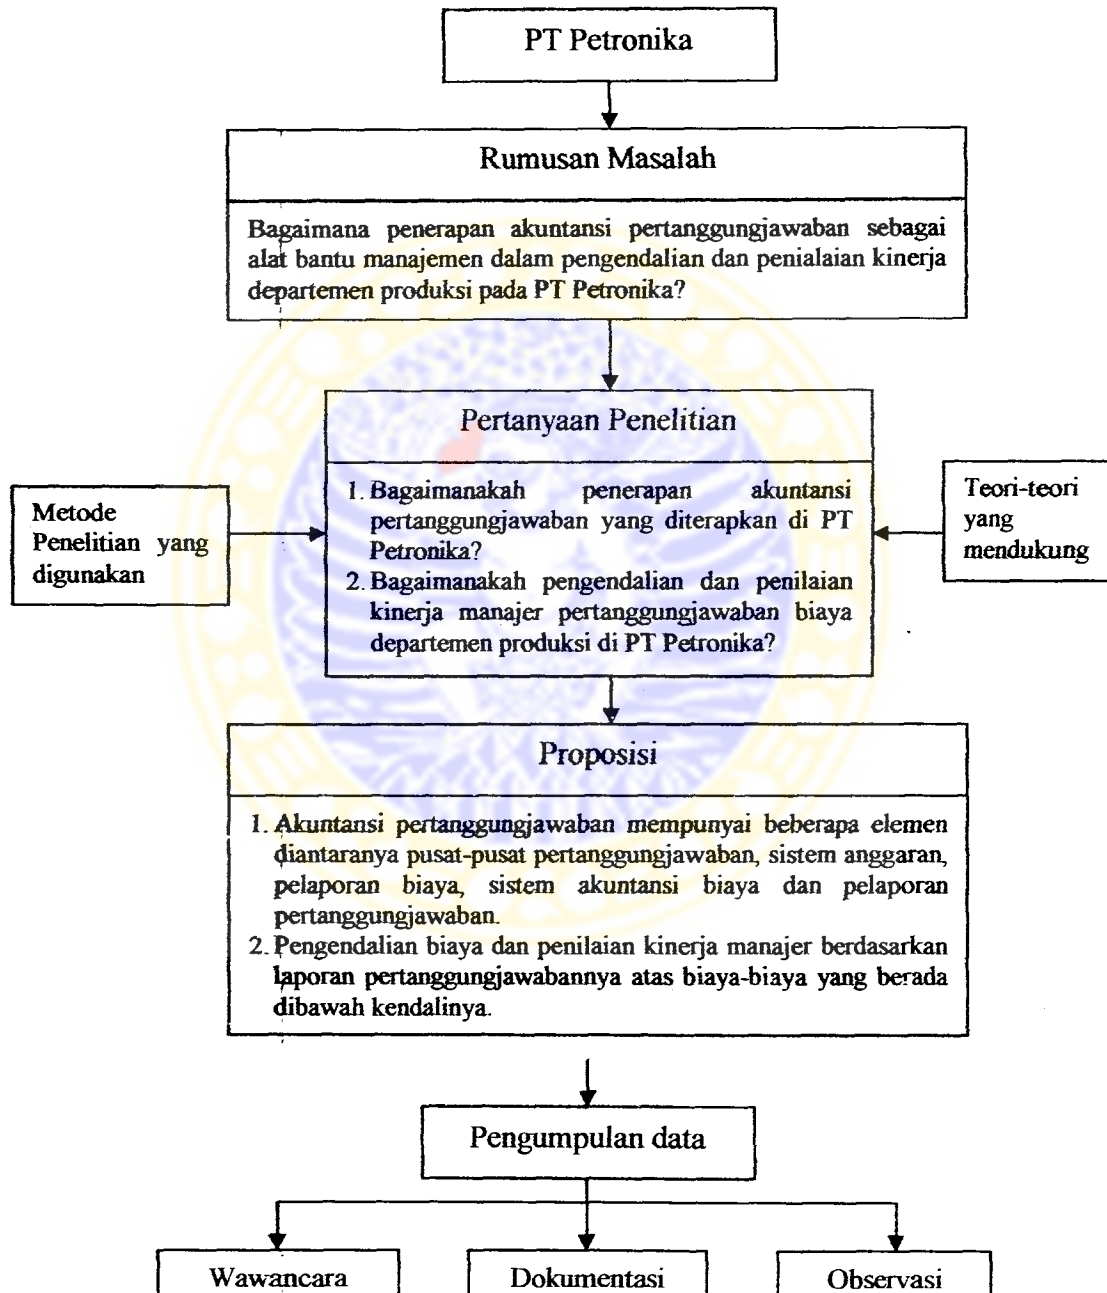 PT Petronika
Rumusan Masalah
Bagaimana penerapan akuntansi pertanggungjawaban sebagai
alat bantu manajemen dalam pengendalian dan penialaian kinerja
departemen produksi pada PT Petronika?
Pertanyaan Penelitian
1. Bagaimanakah penerapan akuntansi
pertanggungjawaban yang diterapkan di PT
Petronika?
2. Bagaimanakah pengendalian dan penilaian
kinerja manajer pertanggungjawaban biaya
departemen produksi di PT Petronika?
Metode
Penelitian yang
digunakan
Teori-teori
yang
mendukung
Proposisi
1. Akuntansi pertanggungjawaban mempunyai beberapa elemen
diantaranya pusat-pusat pertanggungjawaban, sistem anggaran,
pelaporan biaya, sistem akuntansi biaya dan pelaporan
pertanggungjawaban.
2. Pengendalian biaya dan penilaian kinerja manajer berdasarkan
laporan pertanggungjawabannya atas biaya-biaya yang berada
dibawah kendalinya.
Pengumpulan data
Wawancara
Dokumentasi
Observasi